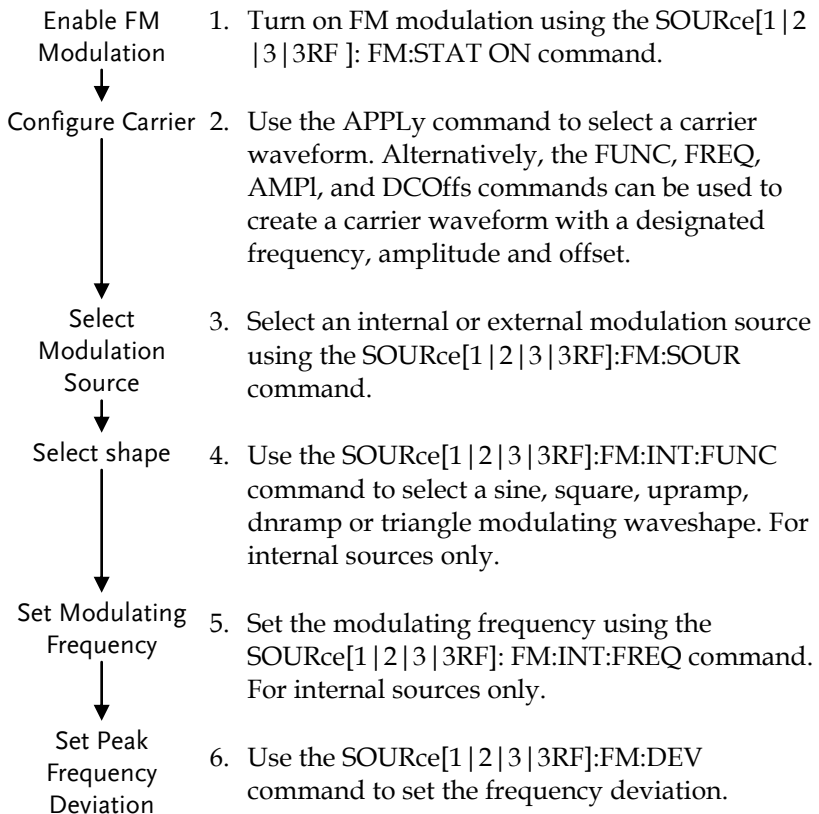 Enable FM
Modulation
1. Turn on FM modulation using the SOURce[1|2
|3|3RF ]: FM:STAT ON command.
Configure Carrier
2. Use the APPLy command to select a carrier
waveform. Alternatively, the FUNC, FREQ,
AMPl, and DCOffs commands can be used to
create a carrier waveform with a designated
frequency, amplitude and offset.
Select
Modulation
Source
3. Select an internal or external modulation source
using the SOURce[1|2|3|3RF]:FM:SOUR
command.
Select shape
4. Use the SOURce[1|2|3|3RF]:FM:INT:FUNC
command to select a sine, square, upramp,
dnramp or triangle modulating waveshape. For
internal sources only.
Set Modulating
Frequency
5. Set the modulating frequency using the
SOURce[1|2|3|3RF]: FM:INT:FREQ command.
For internal sources only.
Set Peak
Frequency
Deviation
6. Use the SOURce[1|2|3|3RF]:FM:DEV
command to set the frequency deviation.